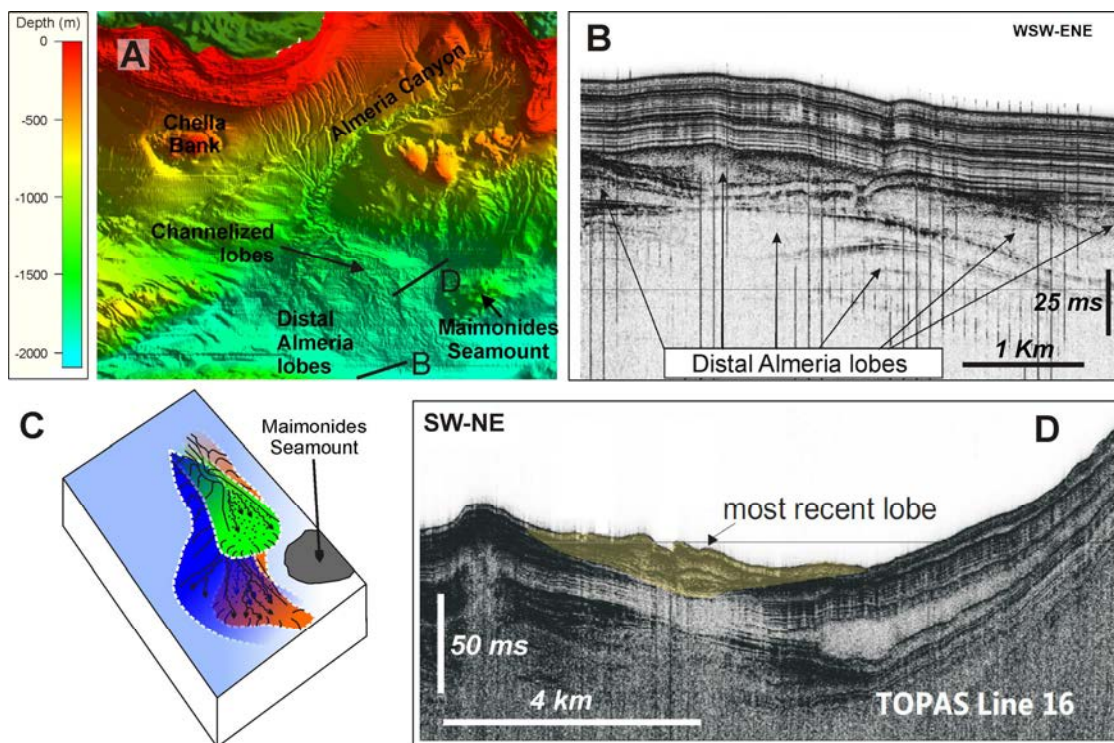 Depth (m)
0
-500
-1000
-1500
-2000
A
Almeria Canyon
Chella
Bank
Channelized
lobes
D
Distal
Almeria
lobes
Maimonides
Seamount
B
B
WSW-ENE
25 ms
Distal Almeria lobes
1 Km
C
Maimonides
Seamount
SW-NE
D
most recent lobe
50 ms
4 km
TOPAS Line 16